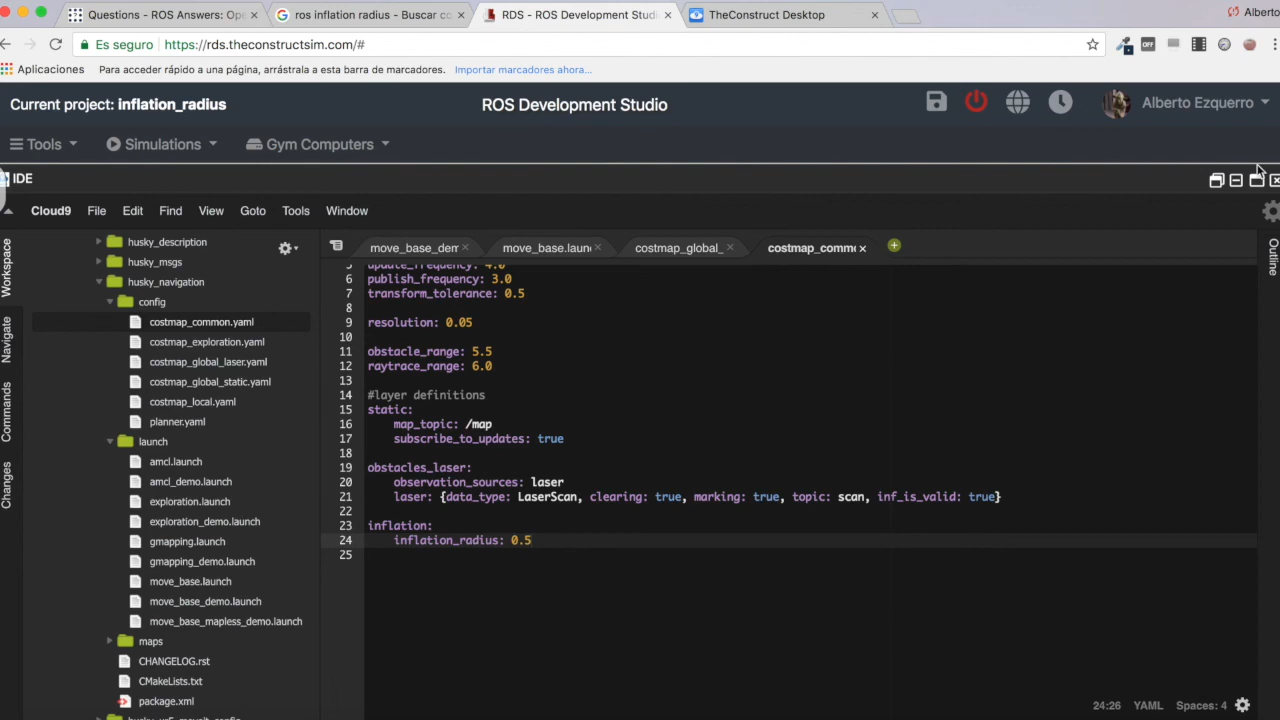 Questions - ROS Answers: Ope
ros inflation radius - Buscar co
RDS - ROS Development Studio
TheConstruct Desktop
Alberto
Es seguro
https://rds.theconstructsim.com/#
OFF
Aplicaciones
Para acceder rápido a una página, arrástrala a esta barra de marcadores.
Importar marcadores ahora...
Current project: inflation_radius
ROS Development Studio
Alberto Ezquerro
Tools
Simulations
Gym Computers
IDE
Cloud9
File
Edit
Find
View
Goto
Tools
Window
Workspace
Navigate
Commands
Changes
Outline
husky_description
husky_msgs
husky_navigation
config
costmap_common.yaml
costmap_exploration.yaml
costmap_global_laser.yaml
costmap_global_static.yaml
costmap_local.yaml
planner.yaml
launch
amcl.launch
amcl_demo.launch
exploration.launch
exploration_demo.launch
gmapping.launch
gmapping_demo.launch
move_base.launch
move_base_demo.launch
move_base_mapless_demo.launch
maps
CHANGELOG.rst
CMakeLists.txt
package.xml
husky_ur5_moveit_config
move_base_dem
move_base.laun
costmap_global_
costmap_commo
5 update_frequency: 4.0
6 publish_frequency: 3.0
7 transform_tolerance: 0.5
8
9 resolution: 0.05
10
11 obstacle_range: 5.5
12 raytrace_range: 6.0
13
14 #layer definitions
15 static:
16 map_topic: /map
17 subscribe_to_updates: true
18
19 obstacles_laser:
20 observation_sources: laser
21 laser: {data_type: LaserScan, clearing: true, marking: true, topic: scan, inf_is_valid: true}
22
23 inflation:
24 inflation_radius: 0.5
25
24:26
YAML
Spaces: 4